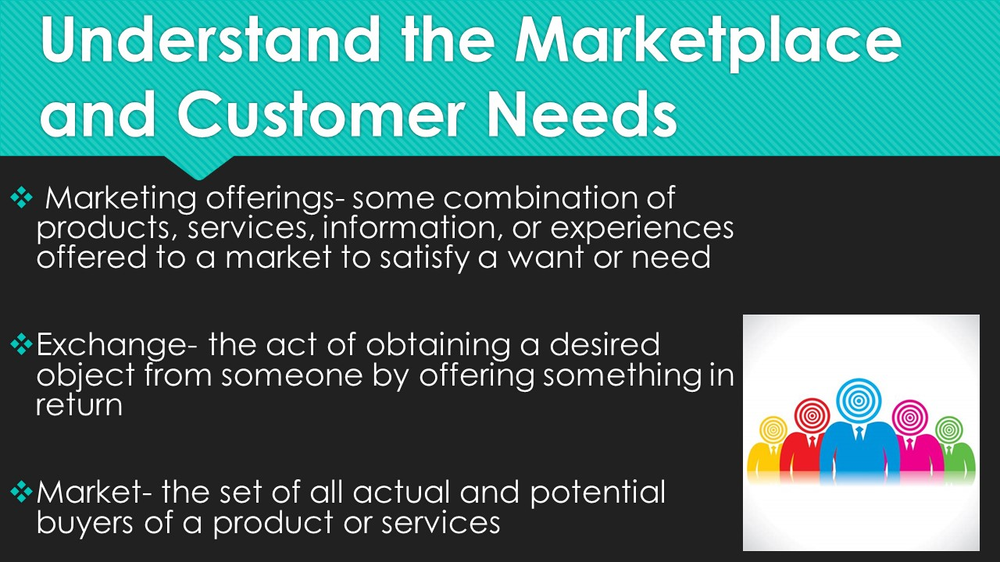 Understand the Marketplace
and Customer Needs
Marketing offerings- some combination of
products, services, information, or experiences
offered to a market to satisfy a want or need
Exchange- the act of obtaining a desired
object from someone by offering something in
return
Market- the set of all actual and potential
buyers of a product or services